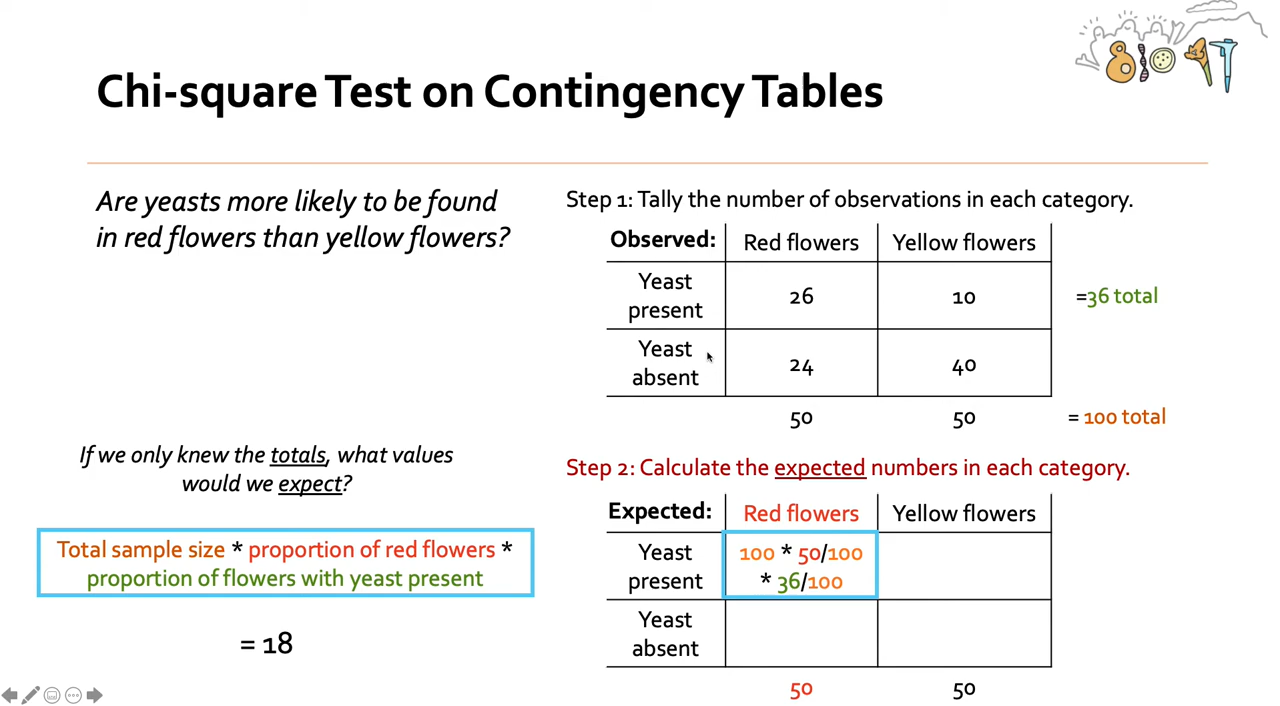 BIO 47
Chi-square Test on Contingency Tables
Are yeasts more likely to be found
in red flowers than yellow flowers?
Step 1: Tally the number of observations in each category.
Observed: Red flowers Yellow flowers
Yeast
present 26 10 =36 total
Yeast
absent 24 40
50 50 = 100 total
If we only knew the totals, what values
would we expect?
Total sample size * proportion of red flowers *
proportion of flowers with yeast present
= 18
Step 2: Calculate the expected numbers in each category.
Expected: Red flowers Yellow flowers
Yeast 100 * 50/100
present * 36/100
Yeast
absent
50 50